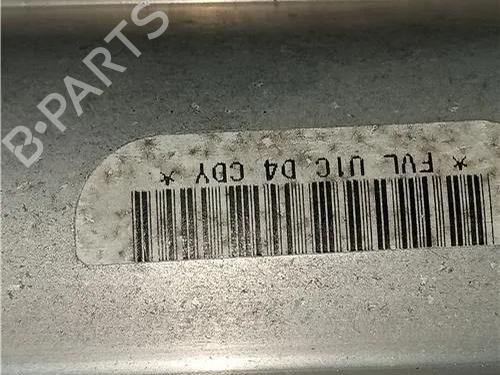 B·PARTS
* FVL U1C D4 CDY *